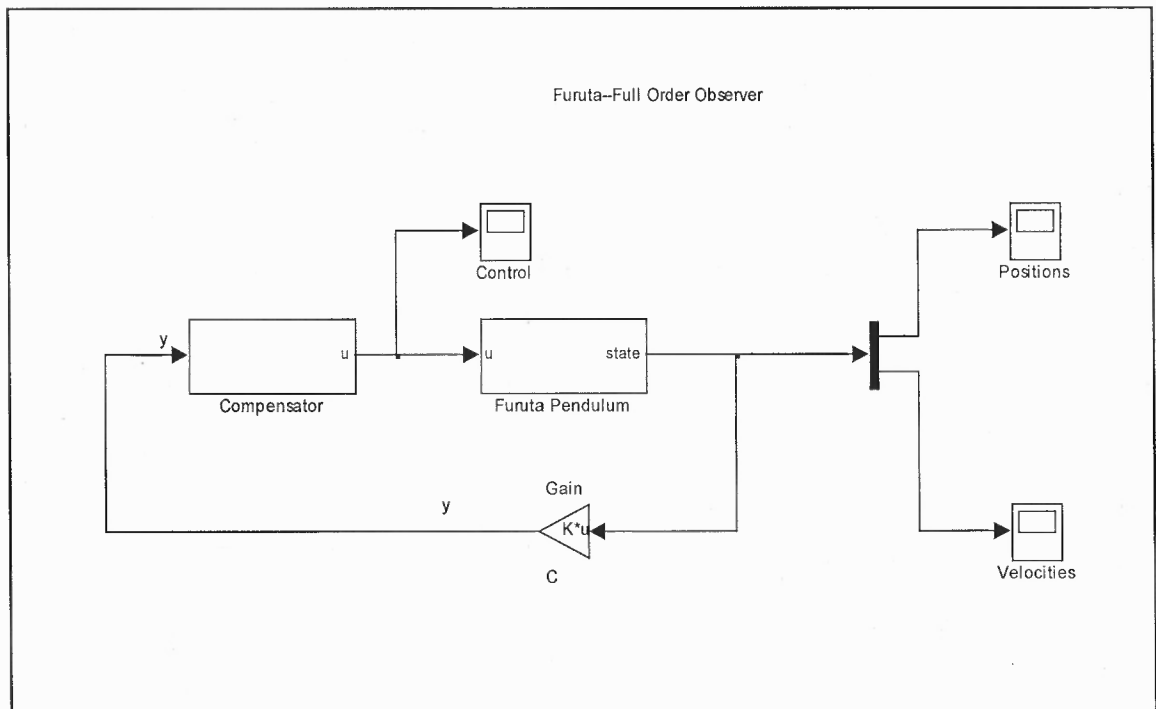 Furuta--Full Order Observer
Control
Positions
y
u
Compensator
u
state
Furuta Pendulum
Gain
y
K*u
C
Velocities